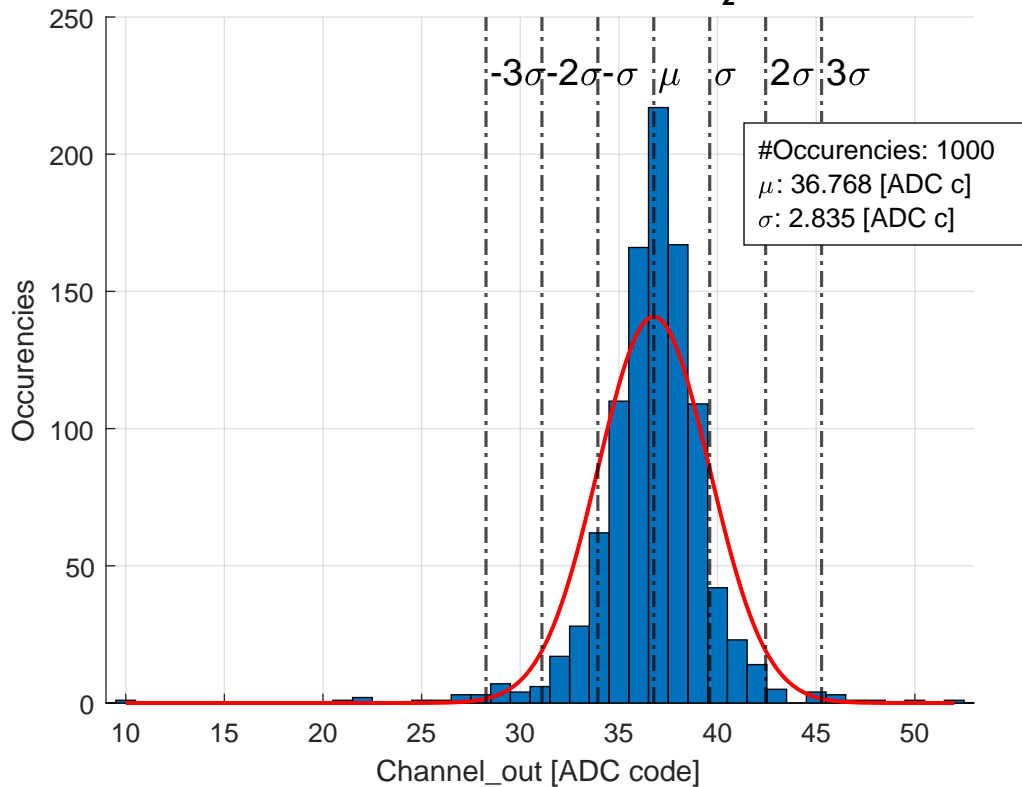 2
250
-3σ -2σ -σ μ σ 2σ 3σ
#Occurencies: 1000
μ: 36.768 [ADC c]
σ: 2.835 [ADC c]
200
150
100
50
0
Occurencies
10 15 20 25 30 35 40 45 50
Channel_out [ADC code]